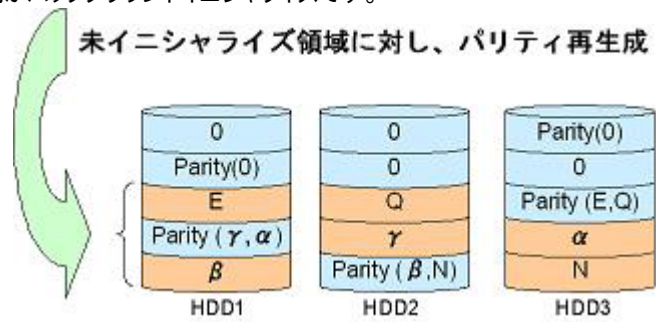 未イニシャライズ領域に対し、パリティ再生成
0
0
Parity(0)
Parity(0)
0
0
E
Q
Parity (E,Q)
Parity ( γ, α )
γ
α
β
Parity ( β,N)
N
HDD1
HDD2
HDD3